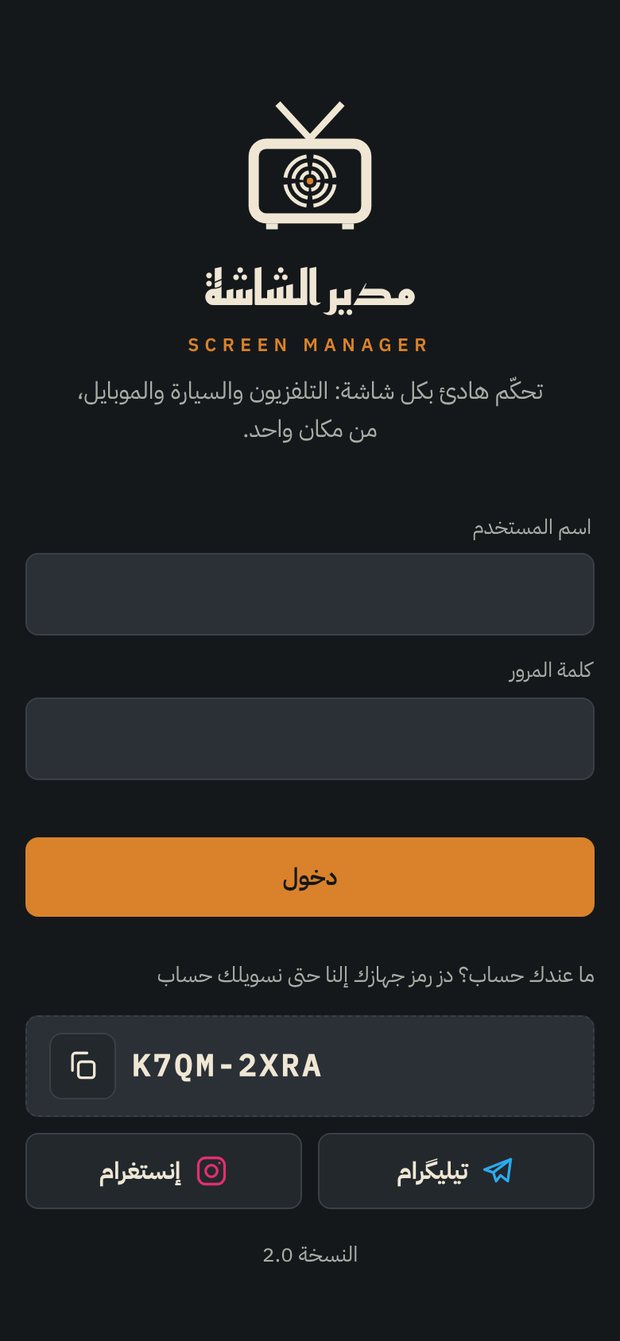 مدير الشاشة
SCREEN MANAGER
تحكّم هادئ بكل شاشة: التلفزيون والسيارة والموبايل،
من مكان واحد.
اسم المستخدم
كلمة المرور
دخول
ما عندك حساب؟ دز رمز جهازك إلنا حتى نسويلك حساب
K7QM-2XRA
تيليگرام
إنستغرام
النسخة 2.0